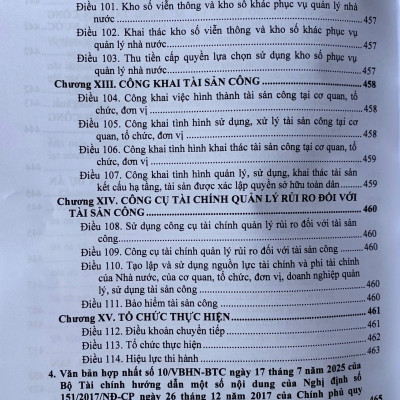 Điều 101. Kho số viễn thông và kho số khác phục vụ quản lý nhà
nước ................ 457
Điều 102. Khai thác kho số viễn thông và kho số khác phục vụ
quản lý nhà nước ................ 457
Điều 103. Thu tiền cấp quyền lựa chọn sử dụng kho số phục vụ
quản lý nhà nước ................ 457
Chương XIII. CÔNG KHAI TÀI SẢN CÔNG ................ 458
Điều 104. Công khai việc hình thành tài sản công tại cơ quan, tổ
chức, đơn vị ................ 458
Điều 105. Công khai tình hình sử dụng, xử lý tài sản công tại cơ
quan, tổ chức, đơn vị ................ 458
Điều 106. Công khai tình hình khai thác tài sản công tại cơ quan, tổ
chức, đơn vị ................ 458
Điều 107. Công khai tình hình quản lý, sử dụng, khai thác tài sản
kết cấu hạ tầng, tài sản được xác lập quyền sở hữu toàn dân ........ 459
Chương XIV. CÔNG CỤ TÀI CHÍNH QUẢN LÝ RỦI RO ĐỐI VỚI
TÀI SẢN CÔNG ................ 460
Điều 108. Sử dụng công cụ tài chính quản lý rủi ro đối với tài sản
công ................ 460
Điều 109. Công cụ tài chính quản lý rủi ro đối với tài sản công .... 460
Điều 110. Tạo lập và sử dụng nguồn lực tài chính và phí tài chính
của Nhà nước, của cơ quan, tổ chức, đơn vị, doanh nghiệp quản
lý, sử dụng tài sản công ................ 460
Điều 111. Bảo hiểm tài sản công ................ 460
Chương XV. TỔ CHỨC THỰC HIỆN ................ 461
Điều 112. Điều khoản chuyển tiếp ................ 461
Điều 113. Tổ chức thực hiện ................ 462
Điều 114. Hiệu lực thi hành ................ 464
4. Văn bản hợp nhất số 10/VBHN-BTC ngày 17 tháng 7 năm 2025 của
Bộ Tài chính hướng dẫn một số nội dung của Nghị định số
151/2017/NĐ-CP ngày 26 tháng 12 năm 2017 của Chính phủ quy
465